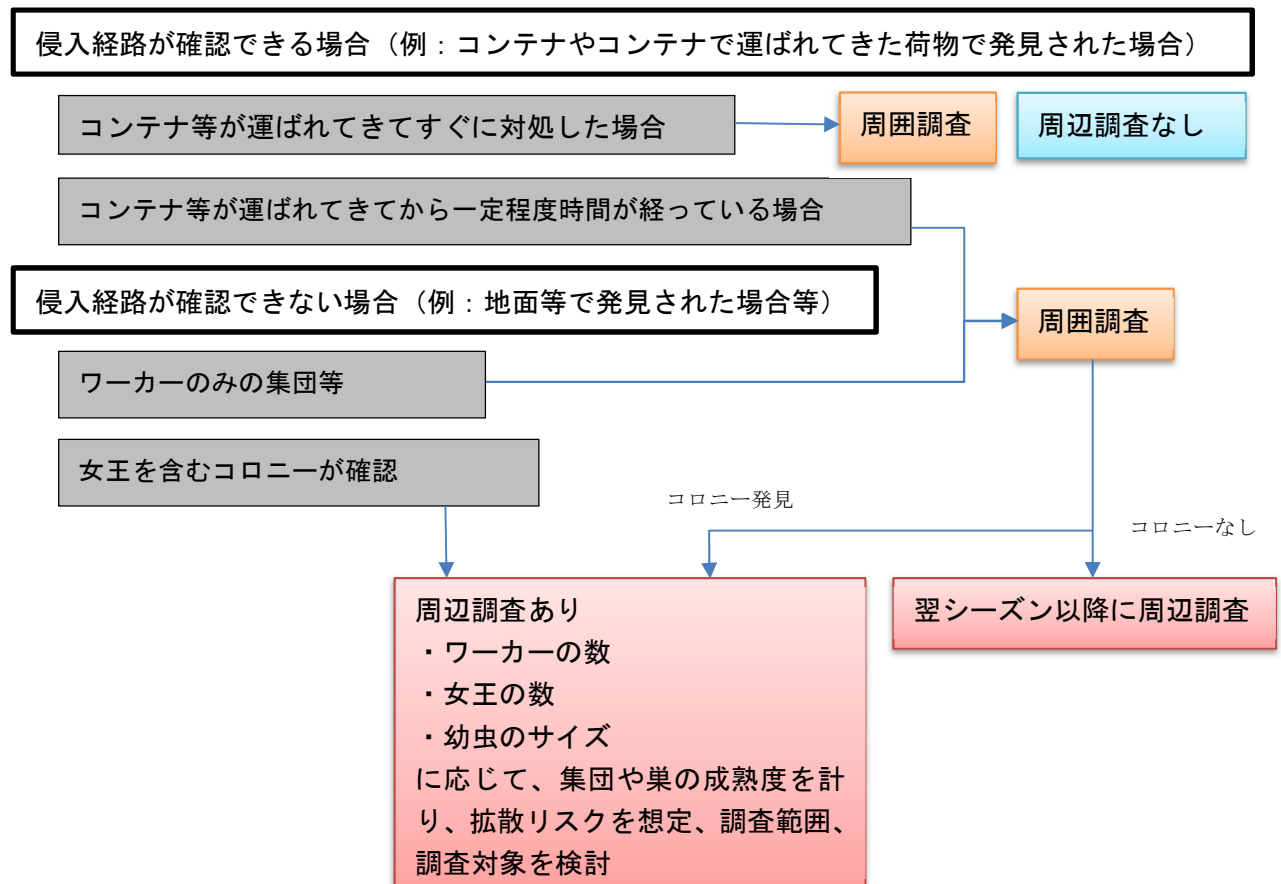 侵入経路が確認できる場合（例：コンテナやコンテナで運ばれてきた荷物で発見された場合）
コンテナ等が運ばれてきてすぐに対処した場合
周囲調査
周辺調査なし
コンテナ等が運ばれてきてから一定程度時間が経っている場合
侵入経路が確認できない場合（例：地面等で発見された場合等）
周囲調査
ワーカーのみの集団等
女王を含むコロニーが確認
コロニー発見
コロニーなし
周辺調査あり
・ワーカーの数
・女王の数
・幼虫のサイズ
に応じて、集団や巣の成熟度を計
り、拡散リスクを想定、調査範囲、
調査対象を検討
翌シーズン以降に周辺調査